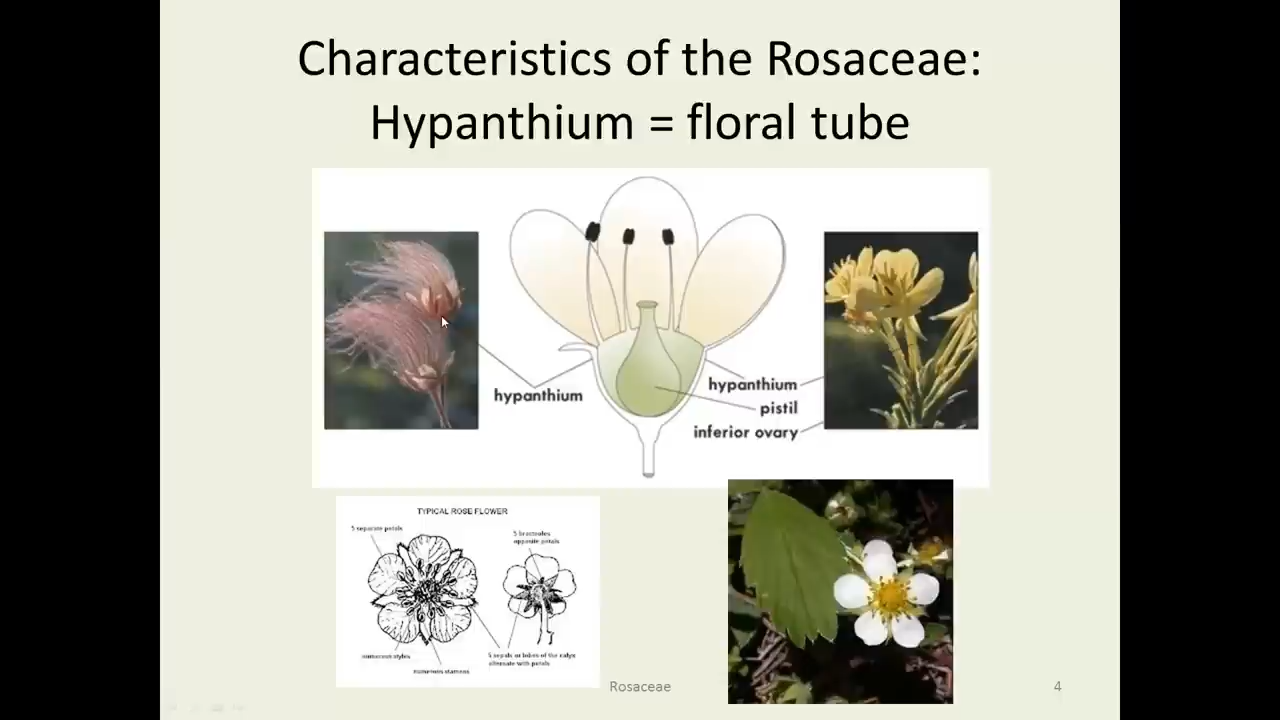 Characteristics of the Rosaceae:
Hypanthium = floral tube
hypanthium
hypanthium
pistil
inferior ovary
TYPICAL ROSE FLOWER
5 separate petals
5 bracteoles
opposite petals
numerous styles
numerous stamens
5 sepals or lobes of the calyx
alternate with petals
Rosaceae
4